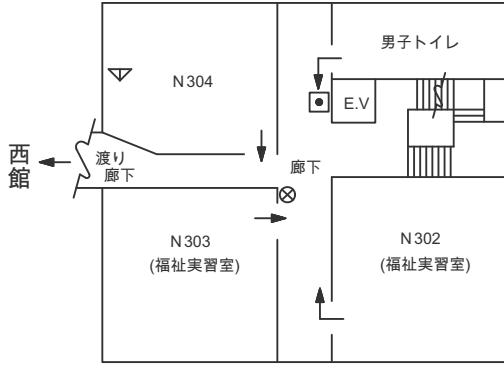 男子トイレ
N304
E.V
西館
渡り
廊下
廊下
N303
(福祉実習室)
N302
(福祉実習室)